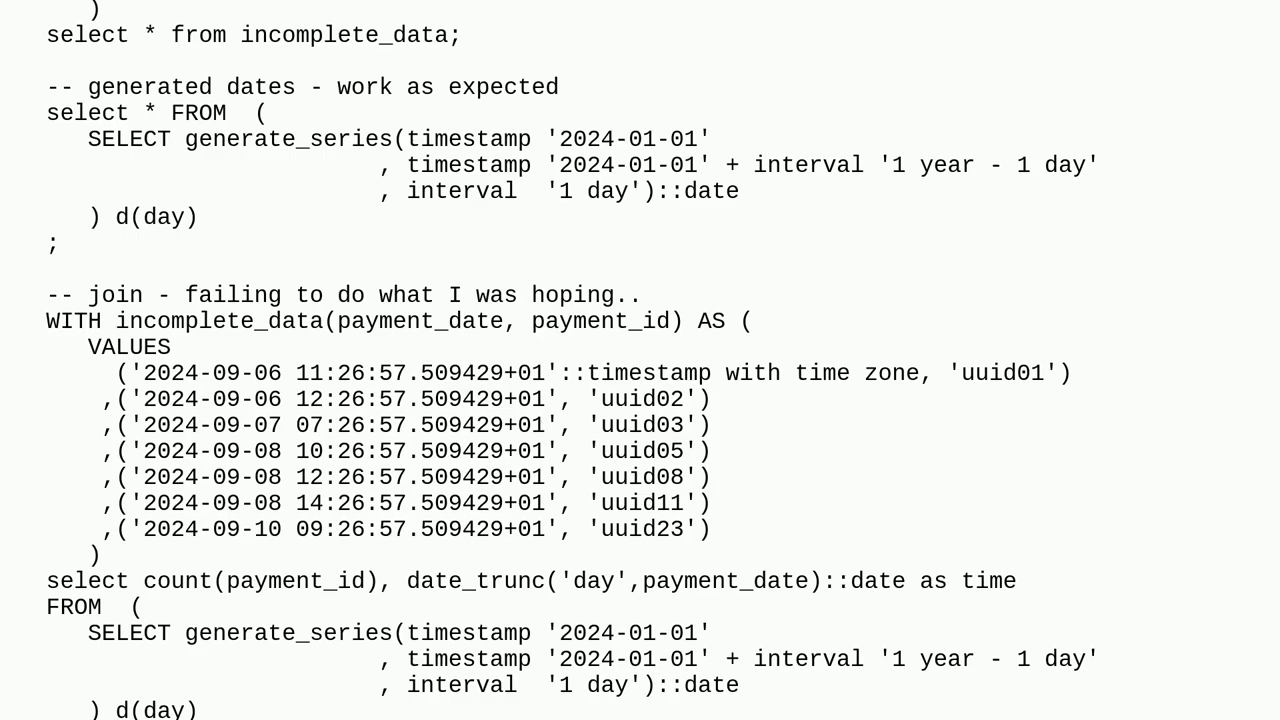 )
select * from incomplete_data;
-- generated dates - work as expected
select * FROM  (
SELECT generate_series(timestamp '2024-01-01'
, timestamp '2024-01-01' + interval '1 year - 1 day'
, interval  '1 day')::date
) d(day)
;
-- join - failing to do what I was hoping..
WITH incomplete_data(payment_date, payment_id) AS (
VALUES
('2024-09-06 11:26:57.509429+01'::timestamp with time zone, 'uuid01')
,('2024-09-06 12:26:57.509429+01', 'uuid02')
,('2024-09-07 07:26:57.509429+01', 'uuid03')
,('2024-09-08 10:26:57.509429+01', 'uuid05')
,('2024-09-08 12:26:57.509429+01', 'uuid08')
,('2024-09-08 14:26:57.509429+01', 'uuid11')
,('2024-09-10 09:26:57.509429+01', 'uuid23')
)
select count(payment_id), date_trunc('day',payment_date)::date as time
FROM  (
SELECT generate_series(timestamp '2024-01-01'
, timestamp '2024-01-01' + interval '1 year - 1 day'
, interval  '1 day')::date
) d(day)